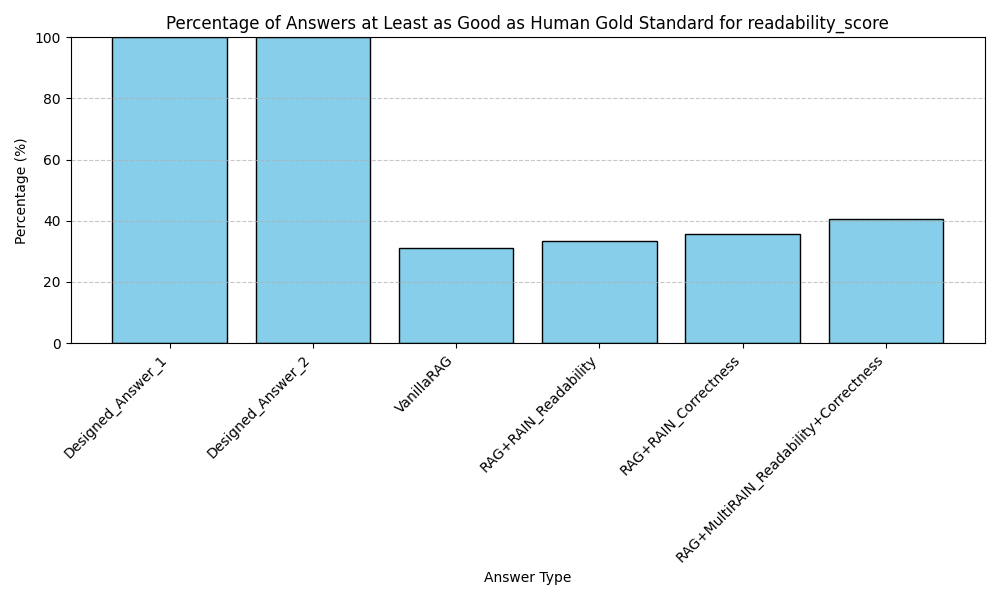 Percentage of Answers at Least as Good as Human Gold Standard for readability_score
Percentage (%)
100
80
60
40
20
0
Designed_Answer_1
Designed_Answer_2
VanillaRAG
RAG+RAIN_Readability
RAG+RAIN_Correctness
RAG+MultiRAIN_Readability+Correctness
Answer Type